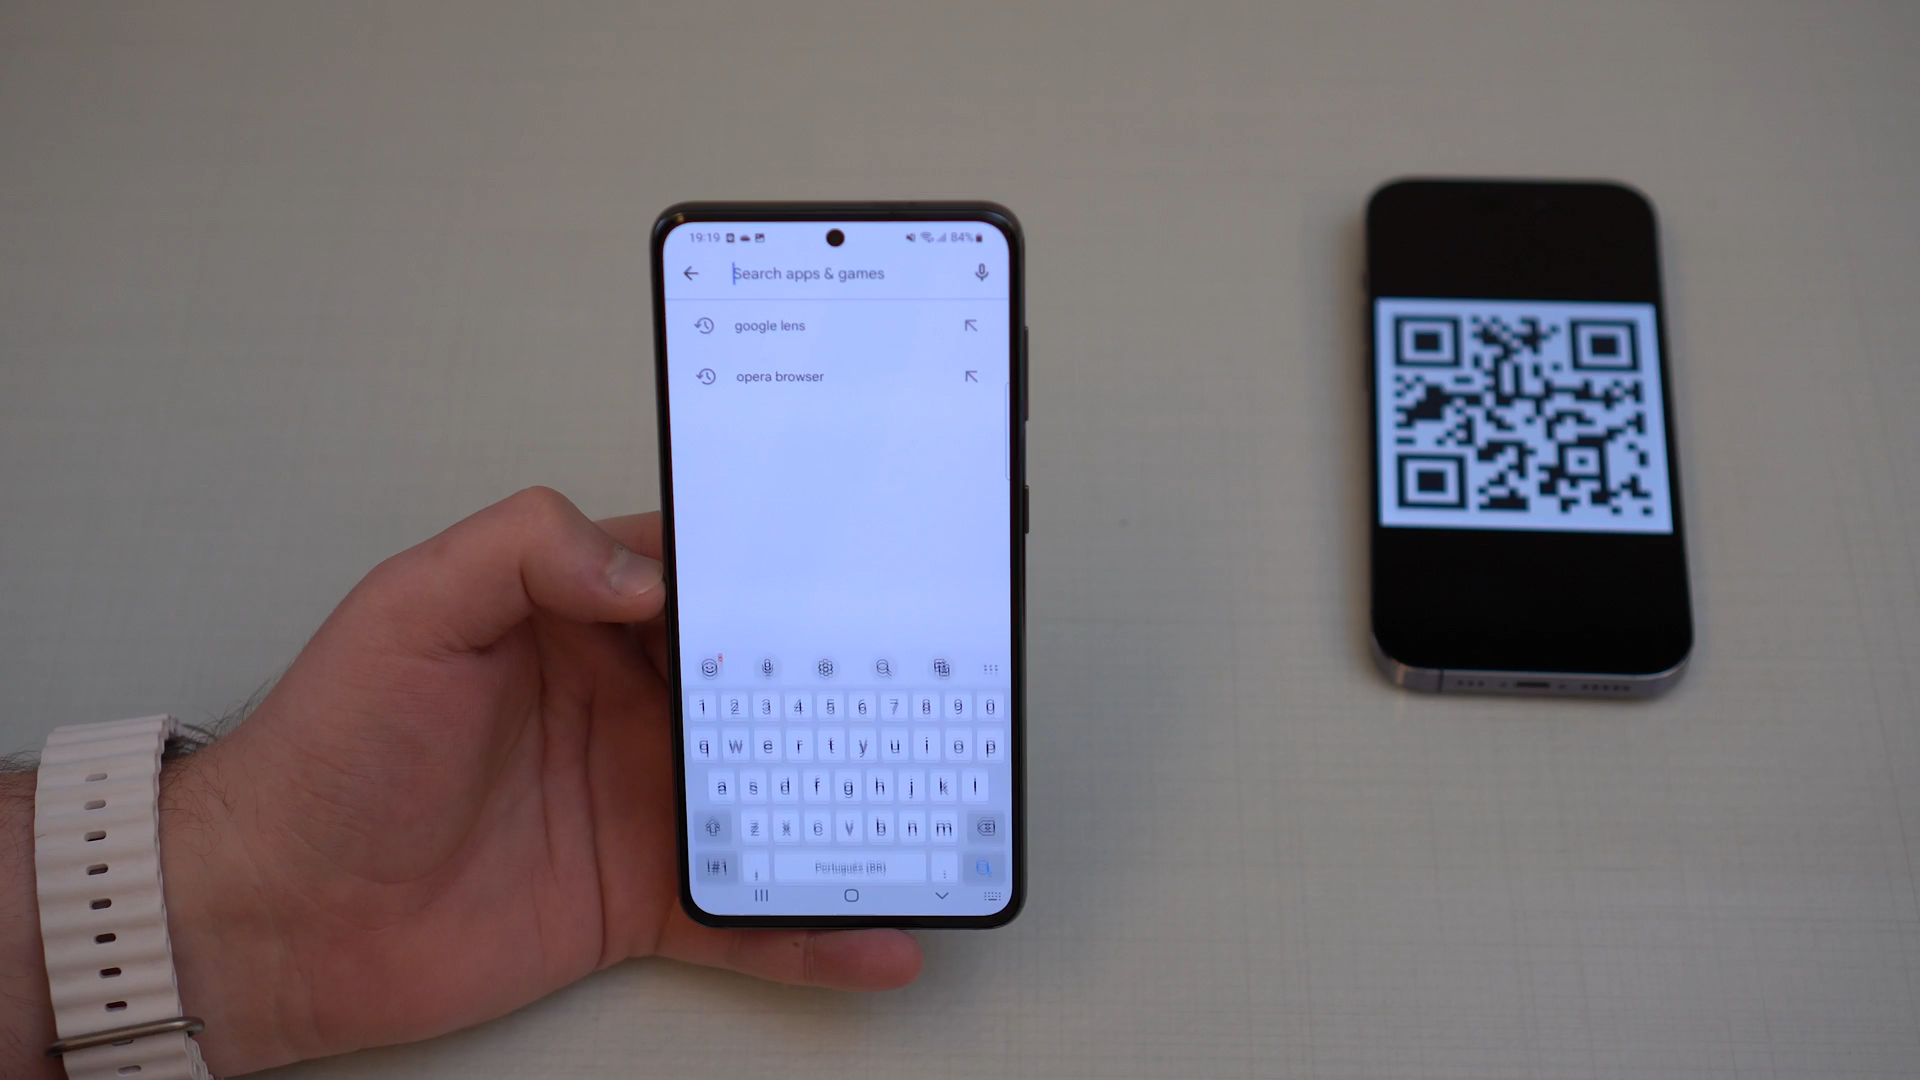 19:19 84%
Search apps & games
google lens
opera browser
1 2 3 4 5 6 7 8 9 0
q w e r t y u i o p
a s d f g h j k l
z x c v b n m
!#1 , Português (BR) .